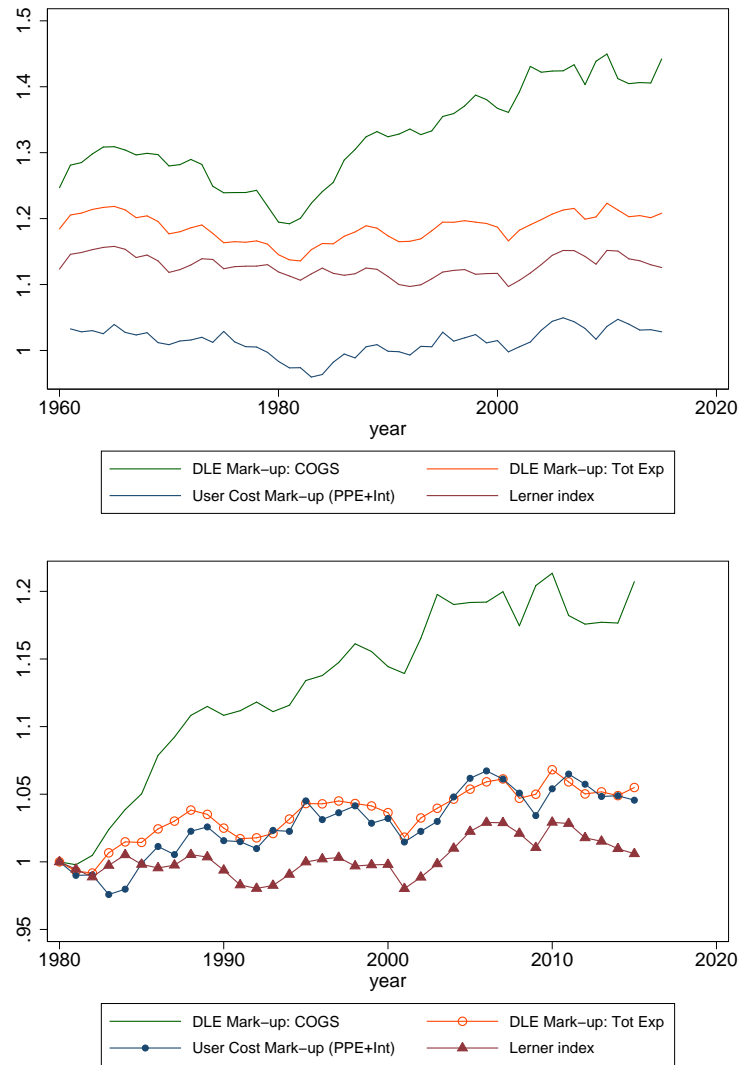 1.5
1.4
1.3
1.2
1.1
1
1960 1980 2000 2020
year
DLE Mark−up: COGS DLE Mark−up: Tot Exp
User Cost Mark−up (PPE+Int) Lerner index
1.2
1.15
1.1
1.05
1
.95
1980 1990 2000 2010 2020
year
DLE Mark−up: COGS DLE Mark−up: Tot Exp
User Cost Mark−up (PPE+Int) Lerner index